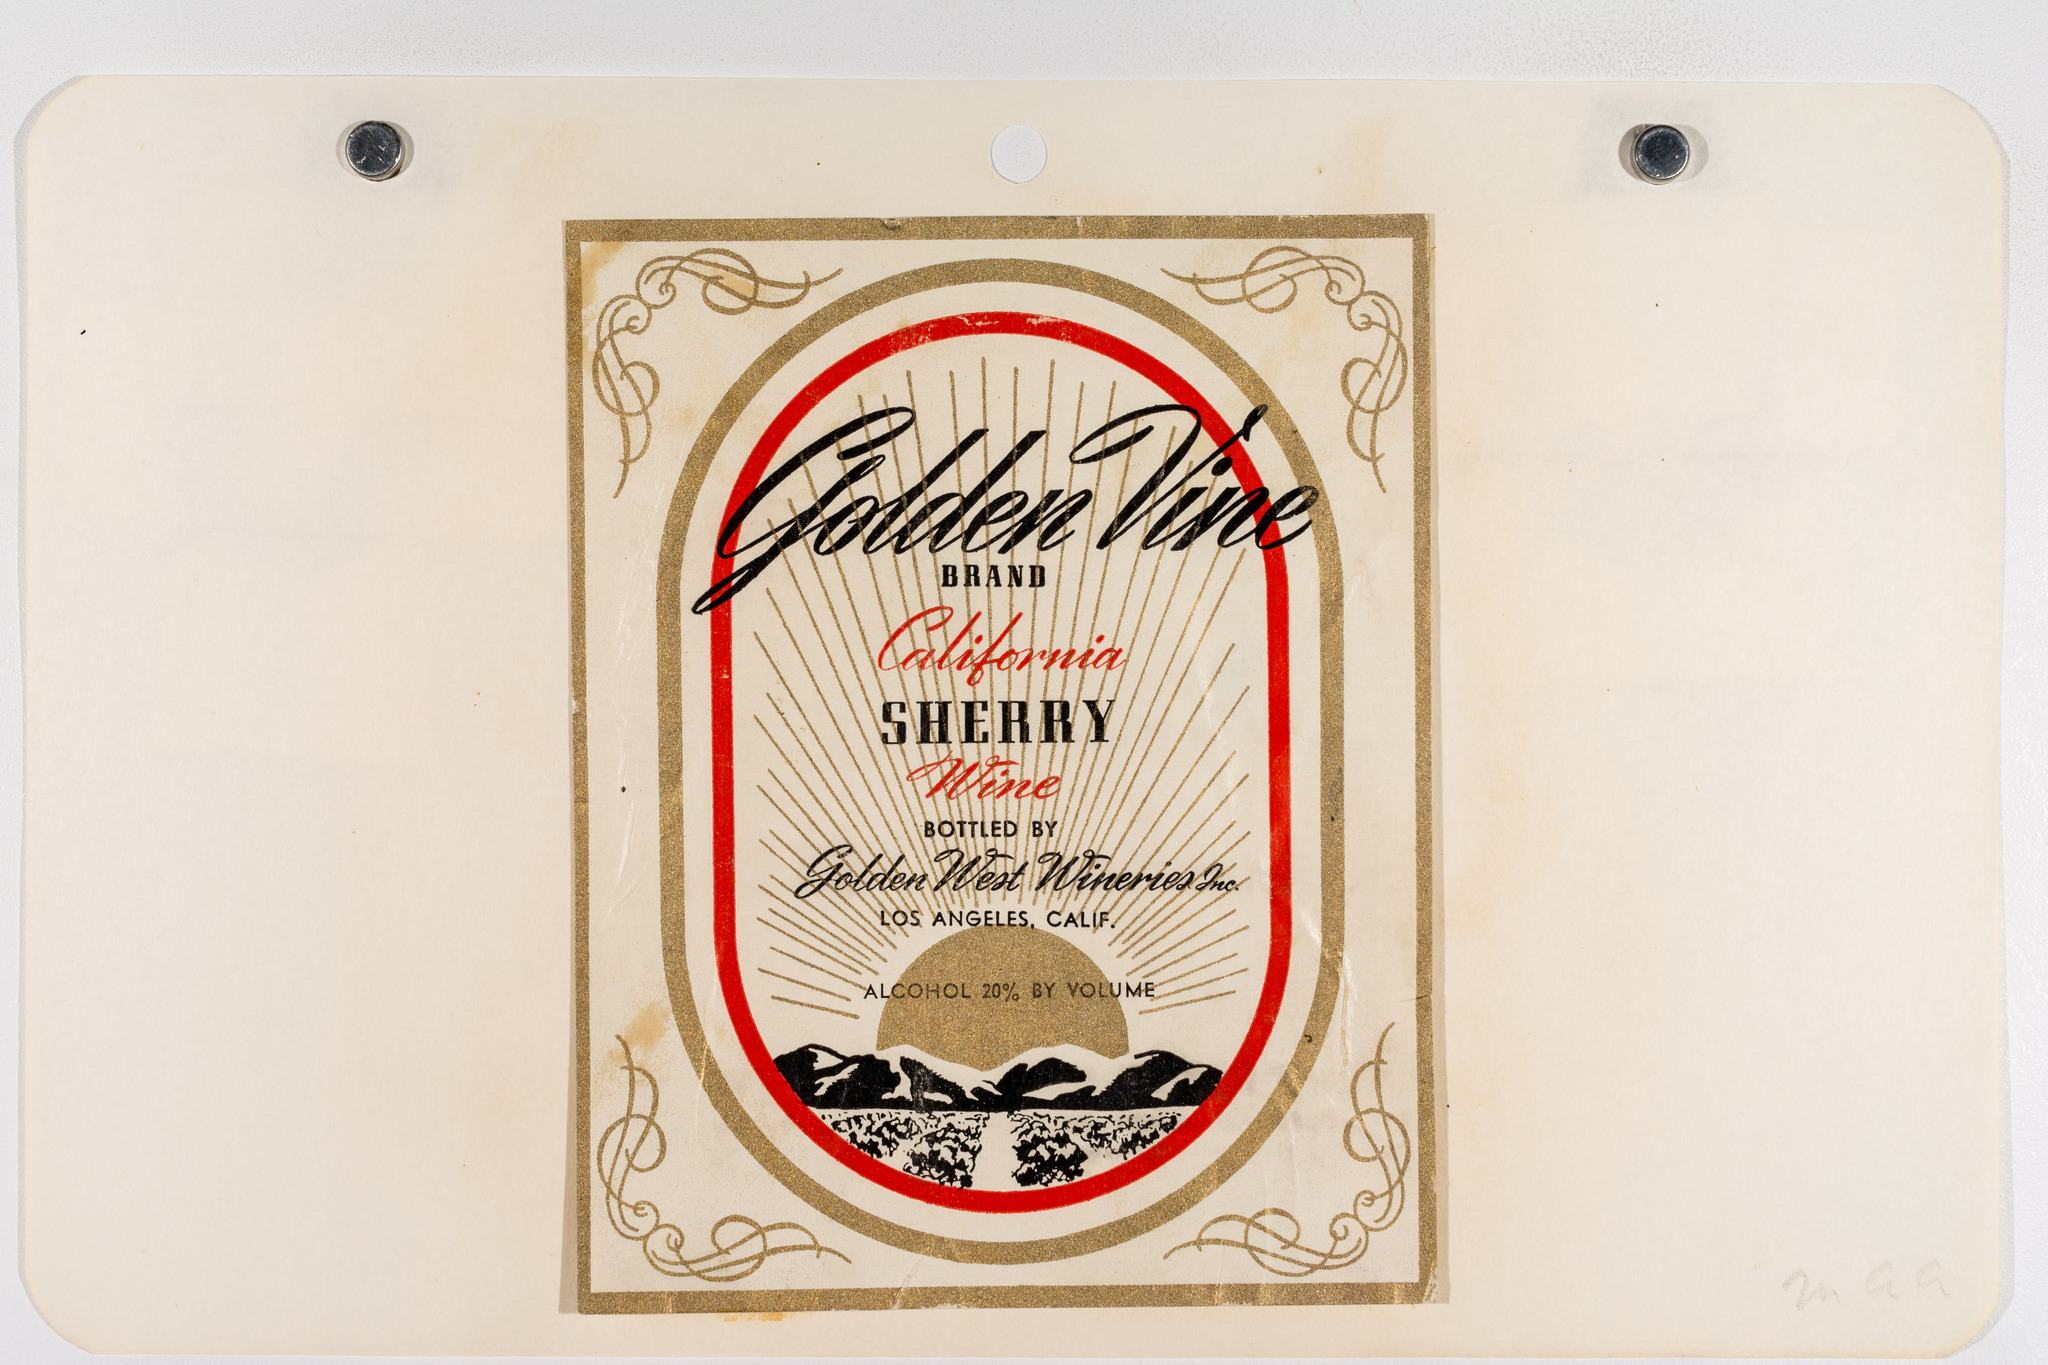 Golden Vine
BRAND
California
SHERRY
Wine
BOTTLED BY
Golden West Wineries Inc.
LOS ANGELES, CALIF.
ALCOHOL 20% BY VOLUME